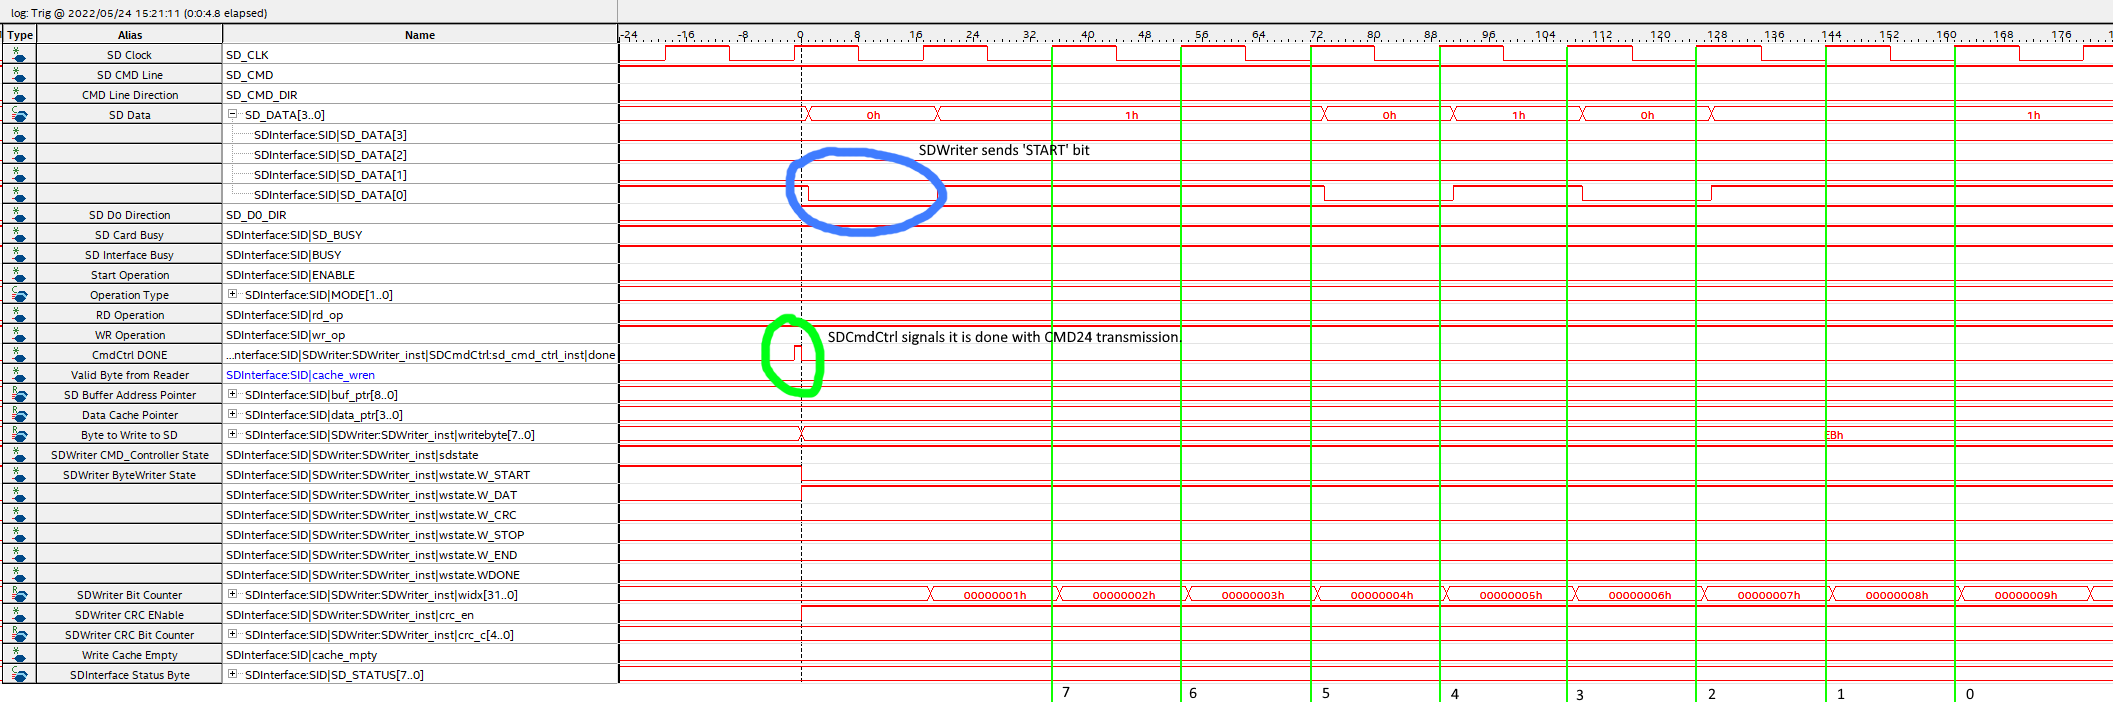 log: Trig @ 2022/05/24 15:21:11 (0:0:4.8 elapsed)
Type Alias Name -24 -16 -8 0 8 16 24 32 40 48 56 64 72 80 88 96 104 112 120 128 136 144 152 160 168 176
SD Clock SD_CLK
SD CMD Line SD_CMD
CMD Line Direction SD_CMD_DIR
SD Data SD_DATA[3..0] 0h 1h 0h 1h 0h 1h
SDInterface:SID|SD_DATA[3]
SDInterface:SID|SD_DATA[2] SDWriter sends 'START' bit
SDInterface:SID|SD_DATA[1]
SDInterface:SID|SD_DATA[0]
SD D0 Direction SD_D0_DIR
SD Card Busy SDInterface:SID|SD_BUSY
SD Interface Busy SDInterface:SID|BUSY
Start Operation SDInterface:SID|ENABLE
Operation Type SDInterface:SID|MODE[1..0]
RD Operation SDInterface:SID|rd_op
WR Operation SDInterface:SID|wr_op SDCmdCtrl signals it is done with CMD24 transmission.
CmdCtrl DONE ...nterface:SID|SDWriter:SDWriter_inst|SDCmdCtrl:sd_cmd_ctrl_inst|done
Valid Byte from Reader SDInterface:SID|cache_wren
SD Buffer Address Pointer SDInterface:SID|buf_ptr[8..0]
Data Cache Pointer SDInterface:SID|data_ptr[3..0]
Byte to Write to SD SDInterface:SID|SDWriter:SDWriter_inst|writebyte[7..0] EBh
SDWriter CMD_Controller State SDInterface:SID|SDWriter:SDWriter_inst|sdstate
SDWriter ByteWriter State SDInterface:SID|SDWriter:SDWriter_inst|wstate.W_START
SDInterface:SID|SDWriter:SDWriter_inst|wstate.W_DAT
SDInterface:SID|SDWriter:SDWriter_inst|wstate.W_CRC
SDInterface:SID|SDWriter:SDWriter_inst|wstate.W_STOP
SDInterface:SID|SDWriter:SDWriter_inst|wstate.W_END
SDInterface:SID|SDWriter:SDWriter_inst|wstate.WDONE
SDWriter Bit Counter SDInterface:SID|SDWriter:SDWriter_inst|widx[31..0] 00000001h 00000002h 00000003h 00000004h 00000005h 00000006h 00000007h 00000008h 00000009h
SDWriter CRC ENable SDInterface:SID|SDWriter:SDWriter_inst|crc_en
SDWriter CRC Bit Counter SDInterface:SID|SDWriter:SDWriter_inst|crc_c[4..0]
Write Cache Empty SDInterface:SID|cache_mpty
SDInterface Status Byte SDInterface:SID|SD_STATUS[7..0]
7 6 5 4 3 2 1 0